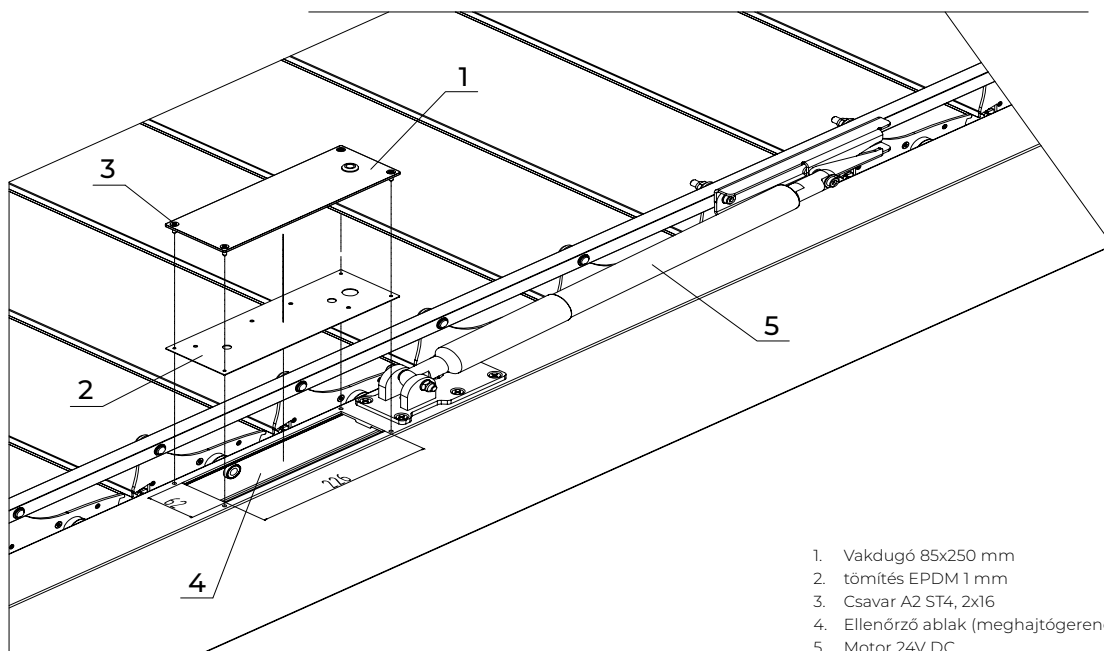 1
3
2
5
62
226
4
1. Vakdugó 85x250 mm
2. tömítés EPDM 1 mm
3. Csavar A2 ST4, 2x16
4. Ellenőrző ablak (meghajtógeren
5. Motor 24V DC